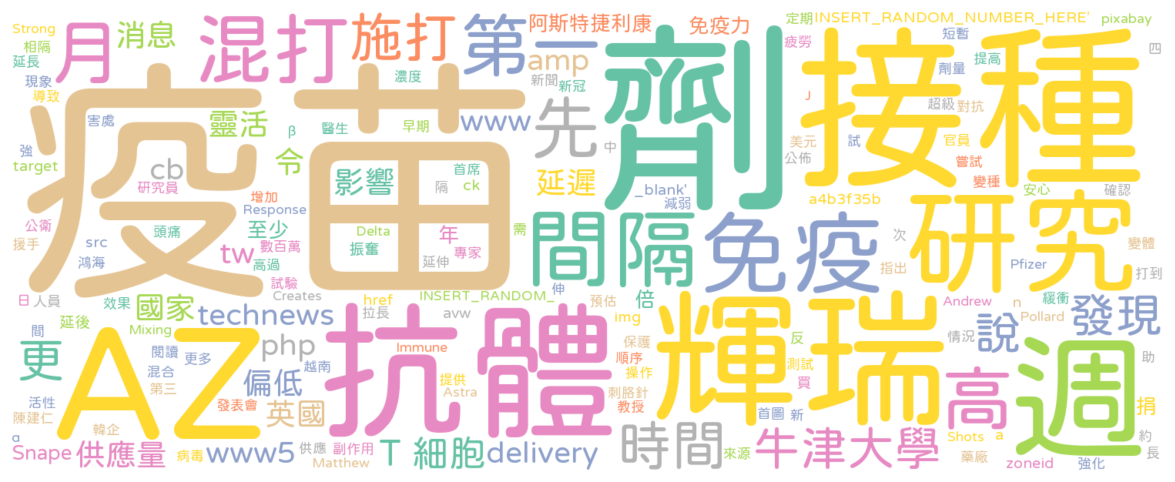 Strong
相隔
延長
現象
導致
月
消息
混打
施打
第一
阿斯特捷利康
免疫力
定期
INSERT_RANDOM_NUMBER_HERE'
pixabay
疲勞
短暫
提高
四
劑量
amp
新聞
新冠
濃度
劑
接種
超級
對抗
J
害處
靈活
β
醫生
早期
www
先
中
美元
公佈
試
官員
強
target
疫苗
cb
研究員
令
影響
隔
首席
ck
延遲
_blank'
減弱
嘗試
變種
a4b3f35b
安心
確認
增加
Response
公衛
援手
頭痛
至少
Delta
振奮
年
專家
延伸
需
間隔
免疫
次
指出
研究
變體
打到
src
鴻海
tw
數百萬
高過
試驗
Pfizer
日
人員
效果
國家
Creates
href
拉長
INSERT_RANDOM_
avw
伸
預估
倍
img
輝瑞
Andrew
n
緩衝
Pollard
發現
間
延後
Mixing
technews
抗體
保護
反
情況
說
助
更
AZ
閱讀
更多
混合
php
越南
Immune
順序
操作
測試
買
週
第三
偏低
提供
Astra
刺胳針
教授
首圖
新
高
活性
α
陳建仁
韓企
發表會
英國
捐
Snape
供應量
病毒
www5
供應
副作用
Matthew
T 細胞
delivery
時間
來源
牛津大學
Shots
a
藥廠
zoneid
約
長
強化